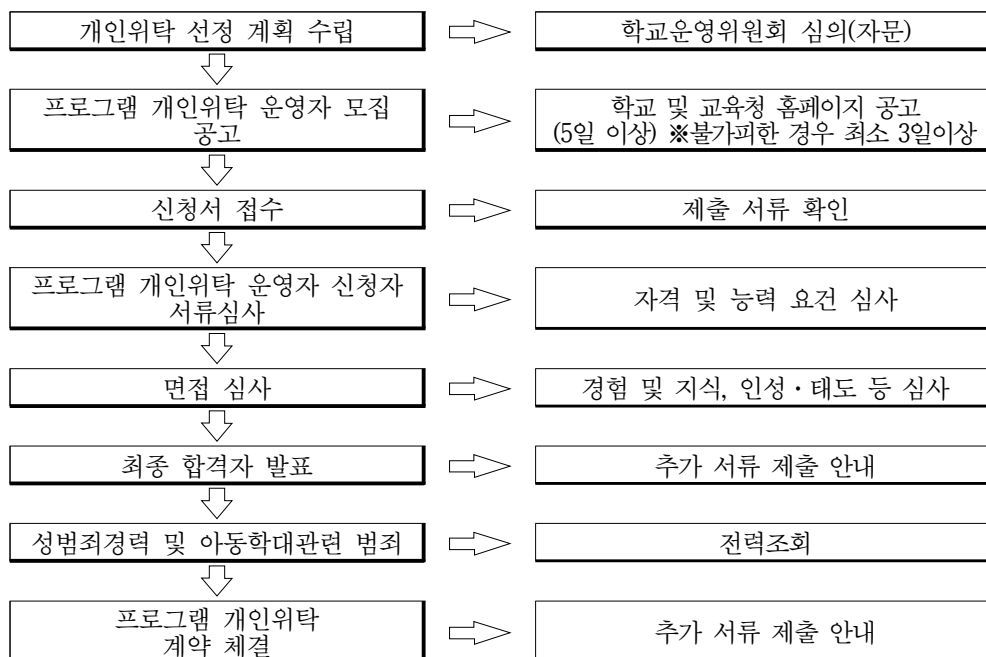 개인위탁 선정 계획 수립
학교운영위원회 심의(자문)
프로그램 개인위탁 운영자 모집
공고
학교 및 교육청 홈페이지 공고
(5일 이상) ※불가피한 경우 최소 3일이상
신청서 접수
제출 서류 확인
프로그램 개인위탁 운영자 신청자
서류심사
자격 및 능력 요건 심사
면접 심사
경험 및 지식, 인성·태도 등 심사
최종 합격자 발표
추가 서류 제출 안내
성범죄경력 및 아동학대관련 범죄
전력조회
프로그램 개인위탁
계약 체결
추가 서류 제출 안내